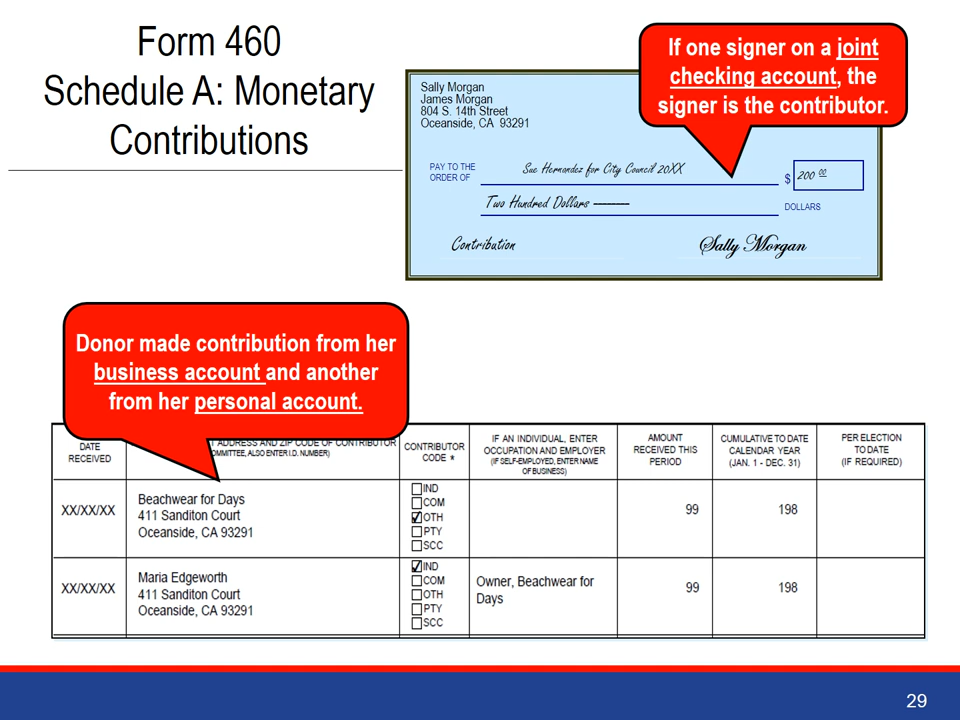 Form 460
Schedule A: Monetary
Contributions
If one signer on a joint
checking account, the
signer is the contributor.
Sally Morgan
James Morgan
804 S. 14th Street
Oceanside, CA 93291
PAY TO THE
ORDER OF
Sue Hernandez for City Council 20XX
$ 200 00
Two Hundred Dollars --------
DOLLARS
Contribution
Sally Morgan
Donor made contribution from her
business account and another
from her personal account.
DATE
RECEIVED
ADDRESS AND ZIP CODE OF CONTRIBUTOR
OMMITTEE, ALSO ENTER I.D. NUMBER)
CONTRIBUTOR
CODE *
IF AN INDIVIDUAL, ENTER
OCCUPATION AND EMPLOYER
(IF SELF-EMPLOYED, ENTER NAME
OF BUSINESS)
AMOUNT
RECEIVED THIS
PERIOD
CUMULATIVE TO DATE
CALENDAR YEAR
(JAN. 1 - DEC. 31)
PER ELECTION
TO DATE
(IF REQUIRED)
XX/XX/XX
Beachwear for Days
411 Sanditon Court
Oceanside, CA 93291
IND
COM
OTH
PTY
SCC
99
198
XX/XX/XX
Maria Edgeworth
411 Sanditon Court
Oceanside, CA 93291
IND
COM
OTH
PTY
SCC
Owner, Beachwear for
Days
99
198
29